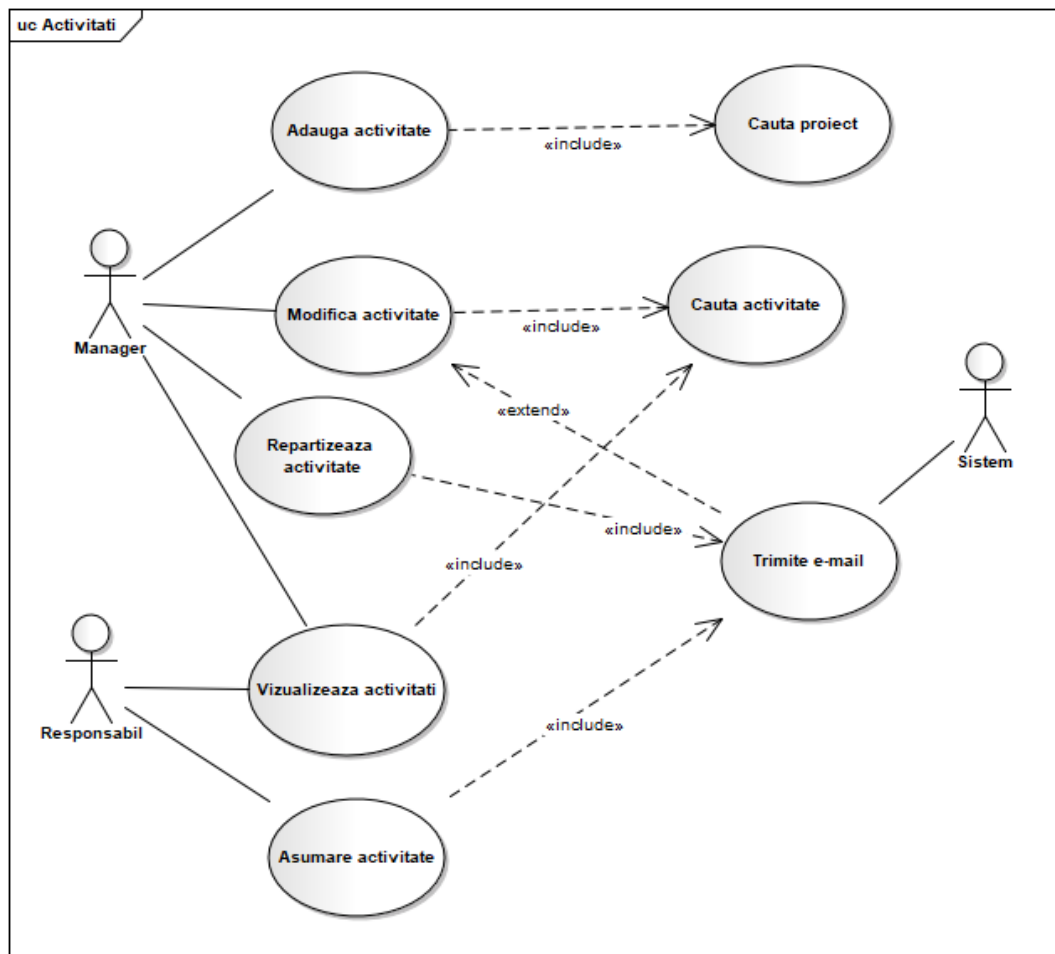 uc Activitati
Adauga activitate
Cauta proiect
«include»
Manager
Modifica activitate
Cauta activitate
«include»
Sistem
«extend»
Repartizeaza
activitate
«include»
Trimite e-mail
«include»
Responsabil
Vizualizeaza activitati
«include»
Asumare activitate